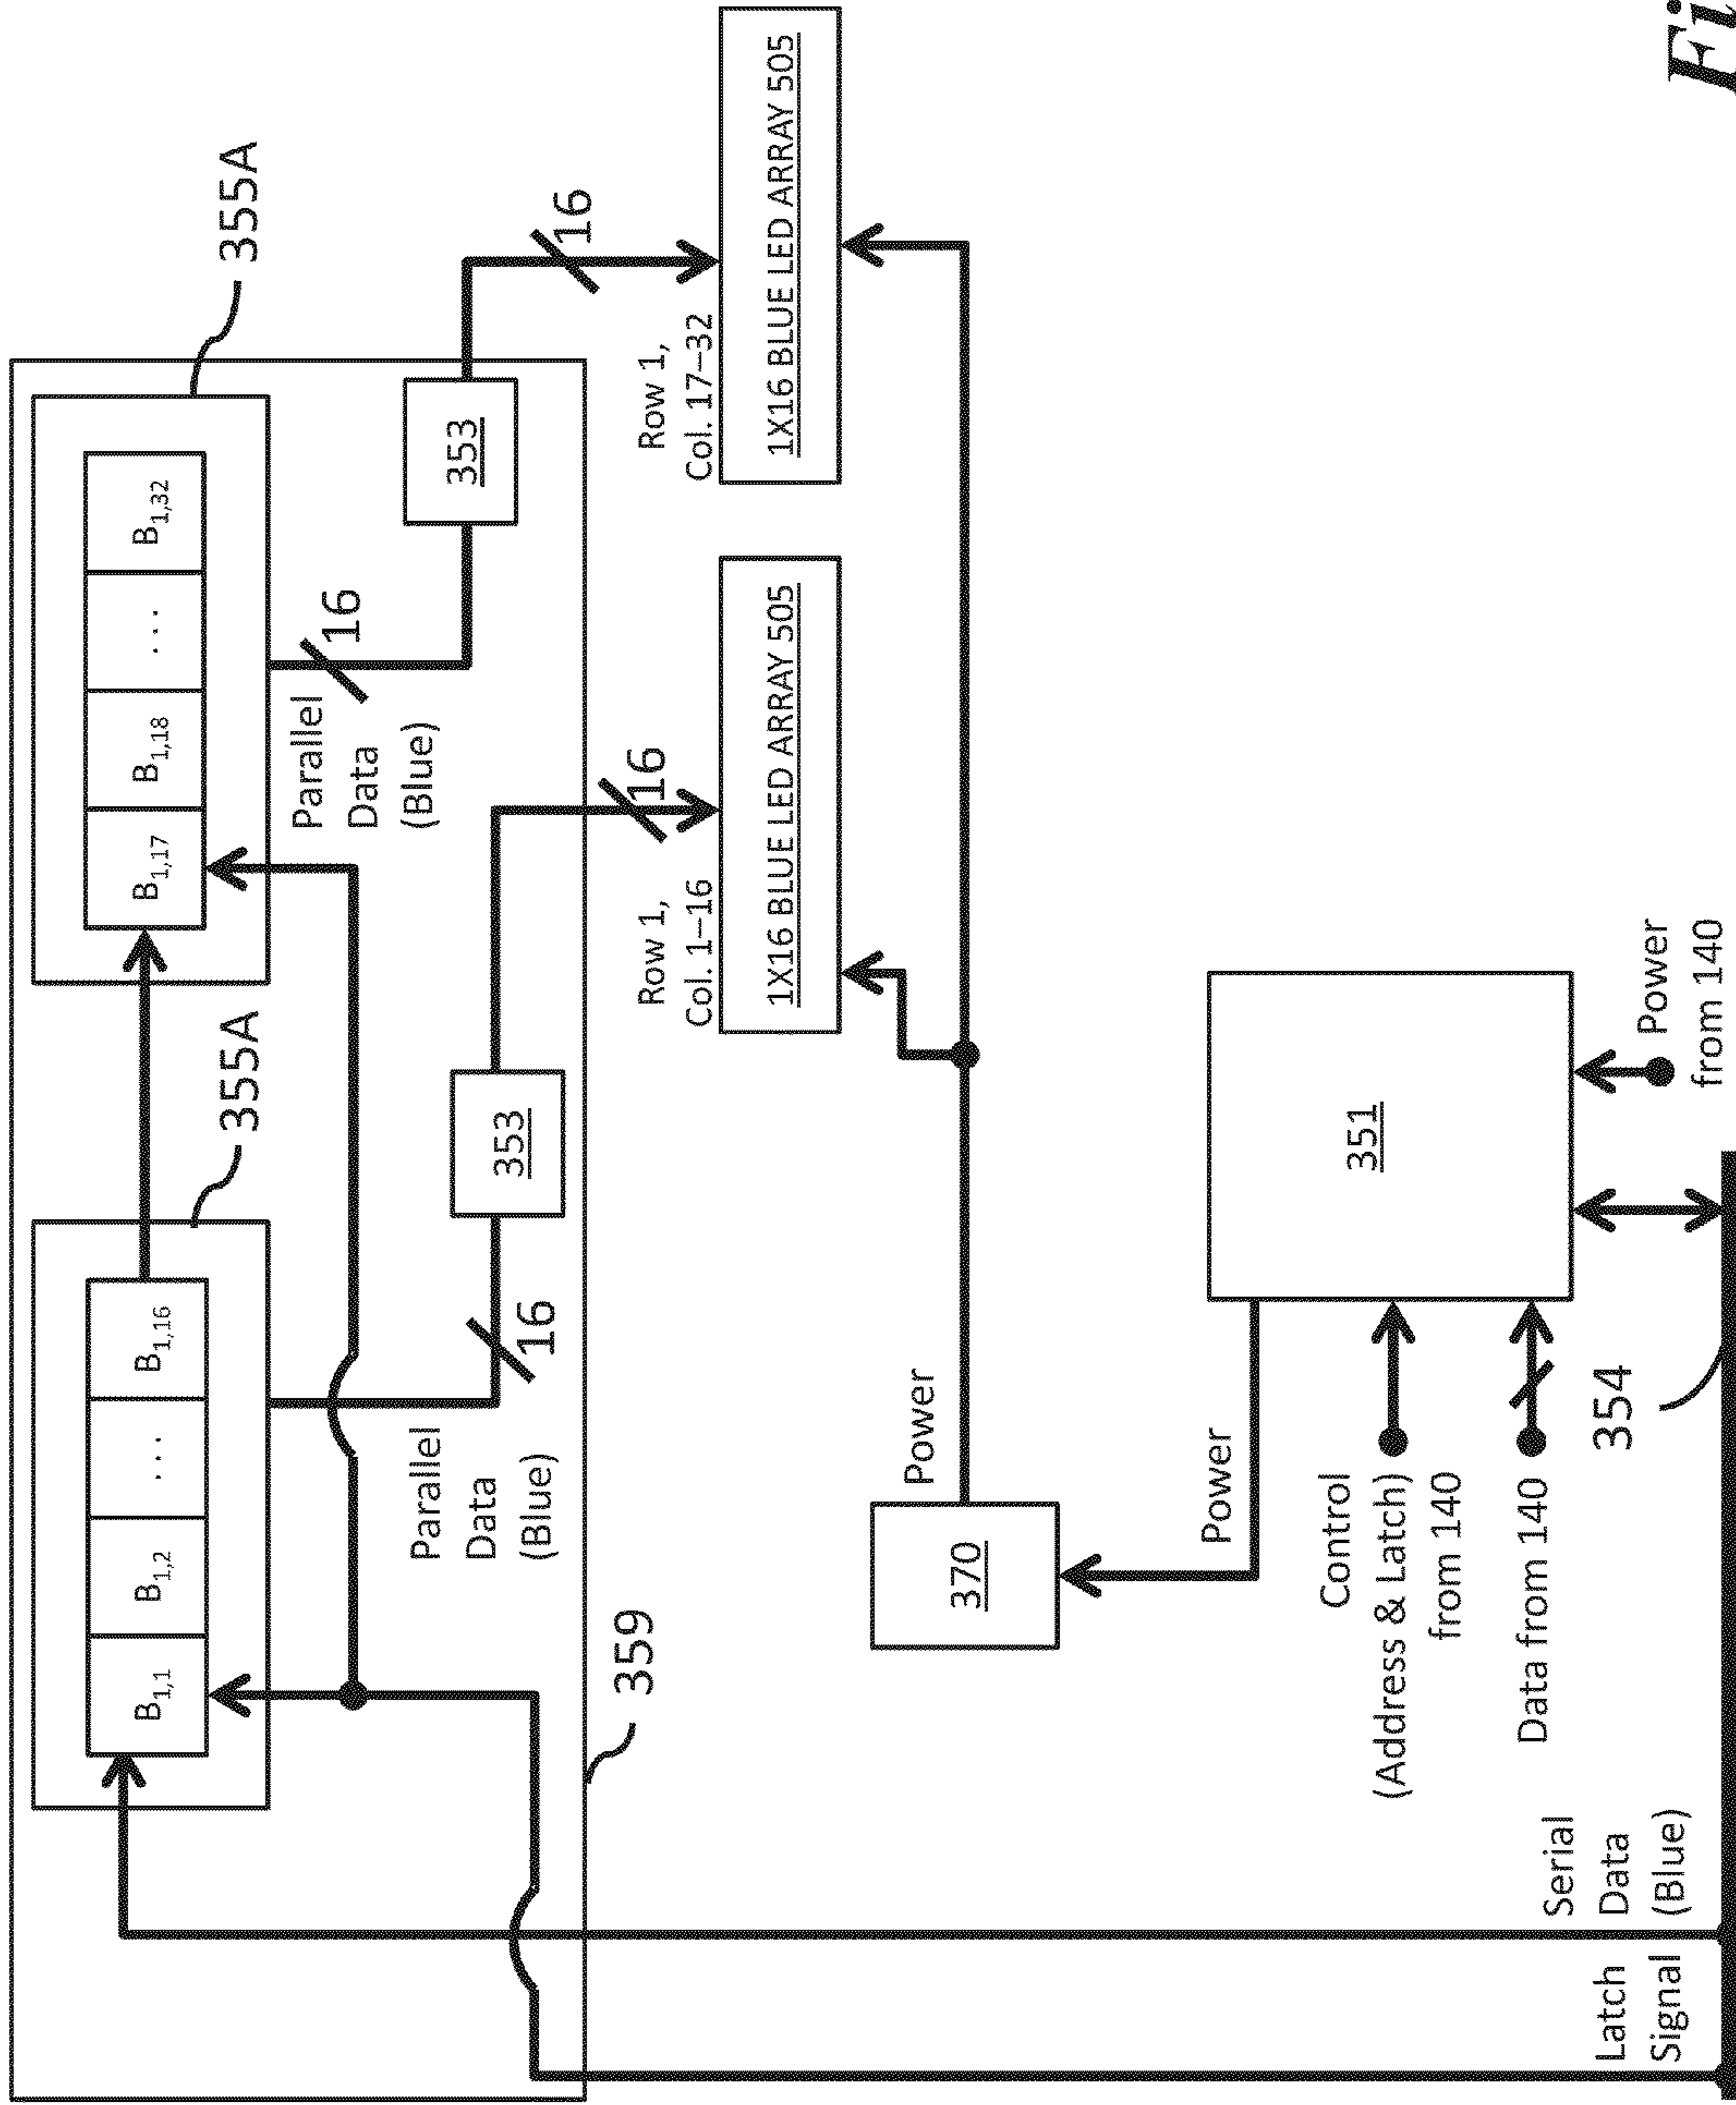 B1,1 B1,2 ... B1,16
B1,17 B1,18 ... B1,32
355A
355A
Parallel
Data
(Blue)
16
Parallel
Data
(Blue)
16
353
353
16
16
359
Row 1,
Col. 1–16
Row 1,
Col. 17–32
1X16 BLUE LED ARRAY 505
1X16 BLUE LED ARRAY 505
Power
370
Power
351
Control
(Address & Latch)
from 140
Data from 140
Power
from 140
354
Latch
Signal
Serial
Data
(Blue)
Fi